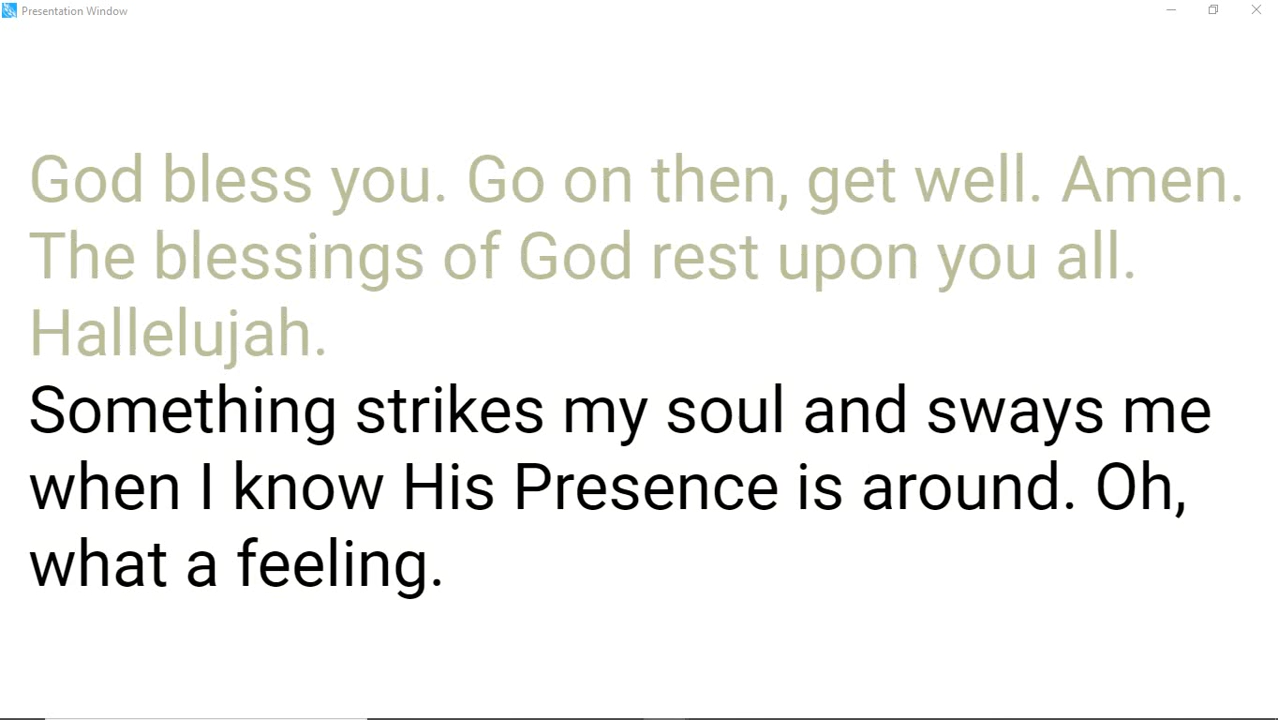 Presentation Window
God bless you. Go on then, get well. Amen.
The blessings of God rest upon you all.
Hallelujah.
Something strikes my soul and sways me
when I know His Presence is around. Oh,
what a feeling.